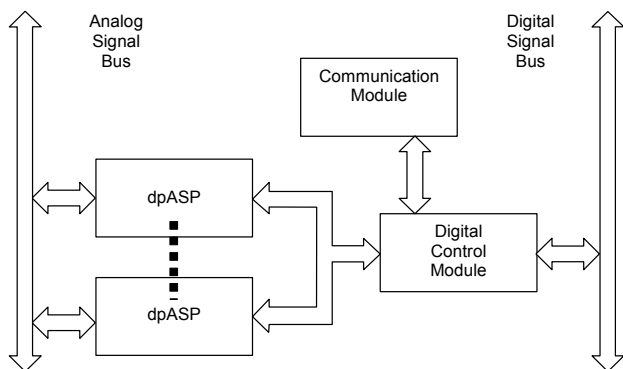 Analog
Signal
Bus
Digital
Signal
Bus
Communication
Module
dpASP
Digital
Control
Module
dpASP